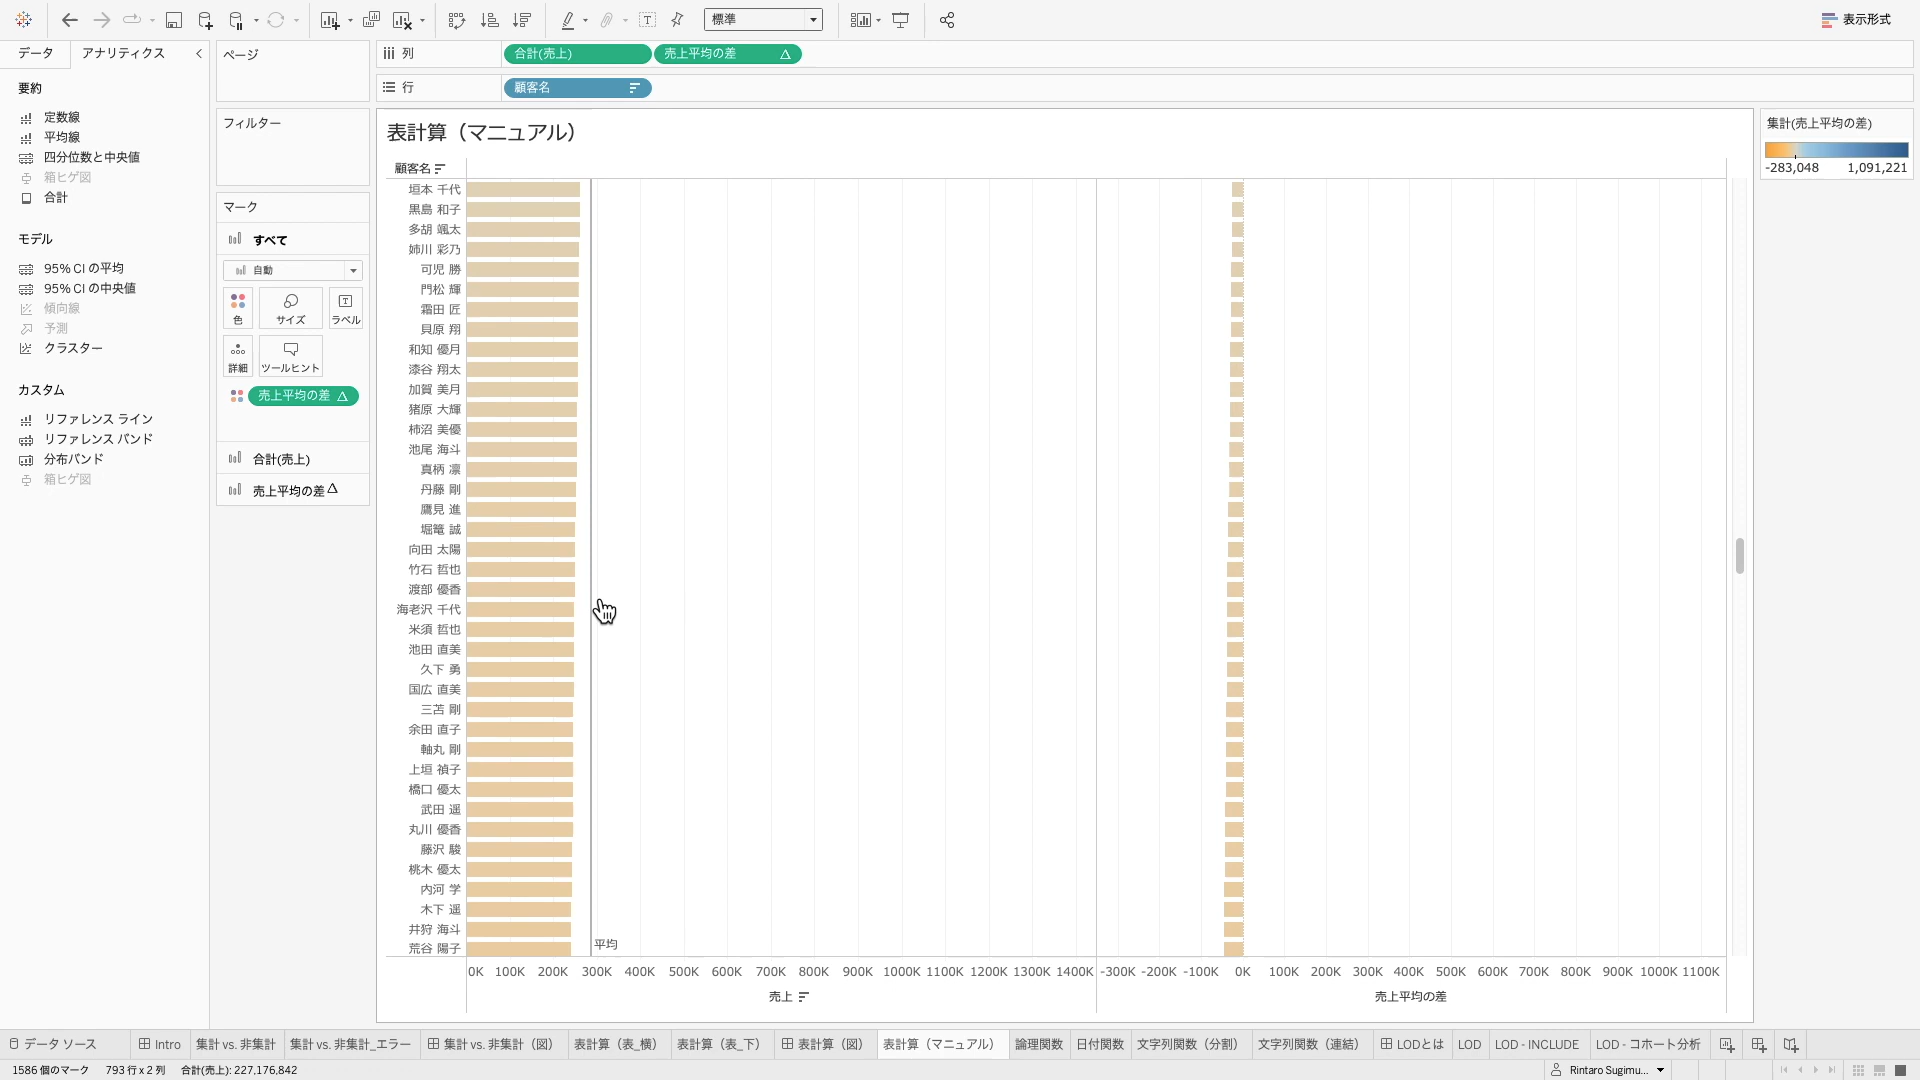 標準
表示形式
データ
アナリティクス
要約
定数線
平均線
四分位数と中央値
箱ヒゲ図
合計
モデル
95% CI の平均
95% CI の中央値
傾向線
予測
クラスター
カスタム
リファレンス ライン
リファレンス バンド
分布バンド
箱ヒゲ図
ページ
フィルター
マーク
すべて
自動
色
サイズ
ラベル
詳細
ツールヒント
売上平均の差 Δ
合計(売上)
売上平均の差 Δ
列
合計(売上)
売上平均の差 Δ
行
顧客名
表計算（マニュアル）
顧客名
垣本 千代
黒島 和子
多胡 颯太
姉川 彩乃
可児 勝
門松 輝
霜田 匠
貝原 翔
和知 優月
漆谷 翔太
加賀 美月
猪原 大輝
柿沼 美優
池尾 海斗
真柄 凛
丹藤 剛
鷹見 進
堀篭 誠
向田 太陽
竹石 哲也
渡部 優香
海老沢 千代
米須 哲也
池田 直美
久下 勇
国広 直美
三苫 剛
余田 直子
軸丸 剛
上垣 禎子
橋口 優太
武田 遥
丸川 優香
藤沢 駿
桃木 優太
内河 学
木下 遥
井狩 海斗
荒谷 陽子
平均
0K 100K 200K 300K 400K 500K 600K 700K 800K 900K 1000K 1100K 1200K 1300K 1400K
売上
-300K -200K -100K 0K 100K 200K 300K 400K 500K 600K 700K 800K 900K 1000K 1100K
売上平均の差
集計(売上平均の差)
-283,048 1,091,221
データ ソース
Intro
集計 vs. 非集計
集計 vs. 非集計_エラー
集計 vs. 非集計（図）
表計算（表_横）
表計算（表_下）
表計算（図）
表計算（マニュアル）
論理関数
日付関数
文字列関数（分割）
文字列関数（連結）
LODとは
LOD
LOD - INCLUDE
LOD - コホート分析
1586 個のマーク
793 行 x 2 列
合計(売上): 227,176,842
Rintaro Sugimu...